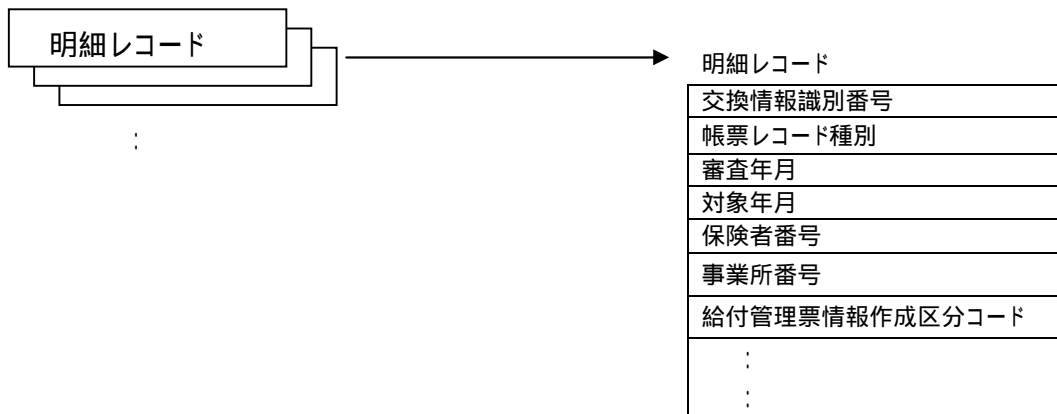 明細レコード
:
明細レコード
交換情報識別番号
帳票レコード種別
審査年月
対象年月
保険者番号
事業所番号
給付管理票情報作成区分コード
:
: